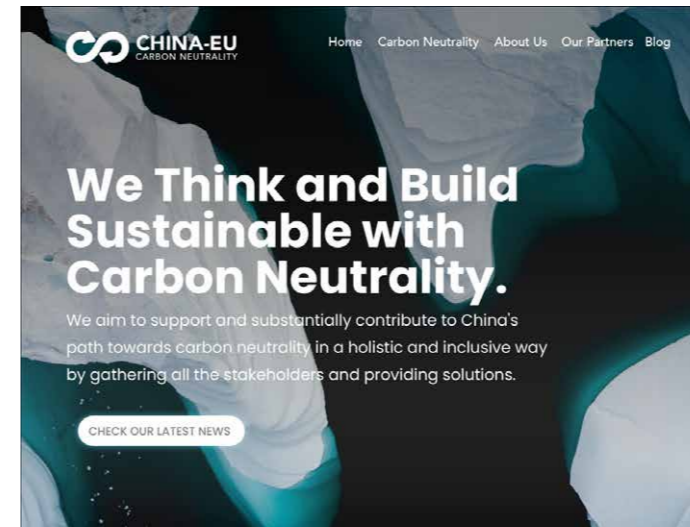 CHINA-EU
CARBON NEUTRALITY
Home Carbon Neutrality About Us Our Partners Blog
We Think and Build
Sustainable with
Carbon Neutrality.
We aim to support and substantially contribute to China's
path towards carbon neutrality in a holistic and inclusive way
by gathering all the stakeholders and providing solutions.
CHECK OUR LATEST NEWS